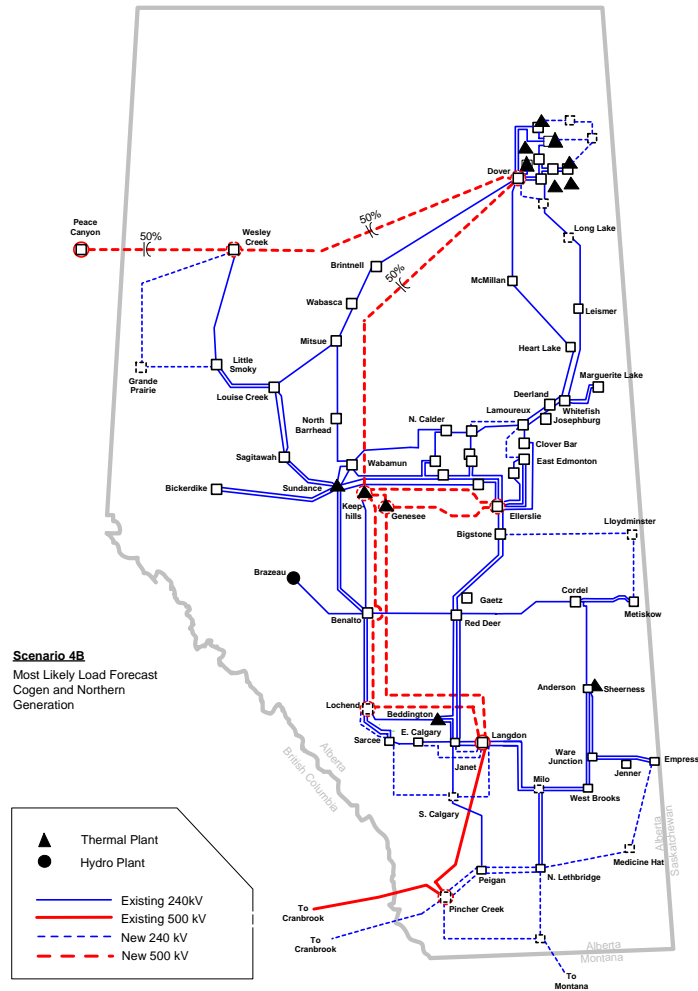 Dover
Peace
Canyon
50%
Wesley
Creek
50%
Long Lake
Brintnell
50%
McMillan
Wabasca
Leismer
Mitsue
Heart Lake
Little
Smoky
Grande
Prairie
Louise Creek
Marguerite Lake
Deerland
Whitefish
Lamoureux
Josephburg
North
Barrhead
N. Calder
Clover Bar
Sagitawah
Wabamun
East Edmonton
Bickerdike
Sundance
Keep-
hills
Genesee
Ellerslie
Lloydminster
Bigstone
Brazeau
Gaetz
Cordel
Metiskow
Benalto
Red Deer
Scenario 4B
Most Likely Load Forecast
Cogen and Northern
Generation
Anderson
Sheerness
Lochend
Beddington
E. Calgary
Langdon
Sarcee
Janet
Ware
Junction
Empress
Jenner
Milo
West Brooks
S. Calgary
Alberta
British Columbia
Alberta
Saskatchewan
Medicine Hat
Peigan
N. Lethbridge
Pincher Creek
To
Cranbrook
To
Cranbrook
Alberta
Montana
To
Montana
Thermal Plant
Hydro Plant
Existing 240kV
Existing 500 kV
New 240 kV
New 500 kV